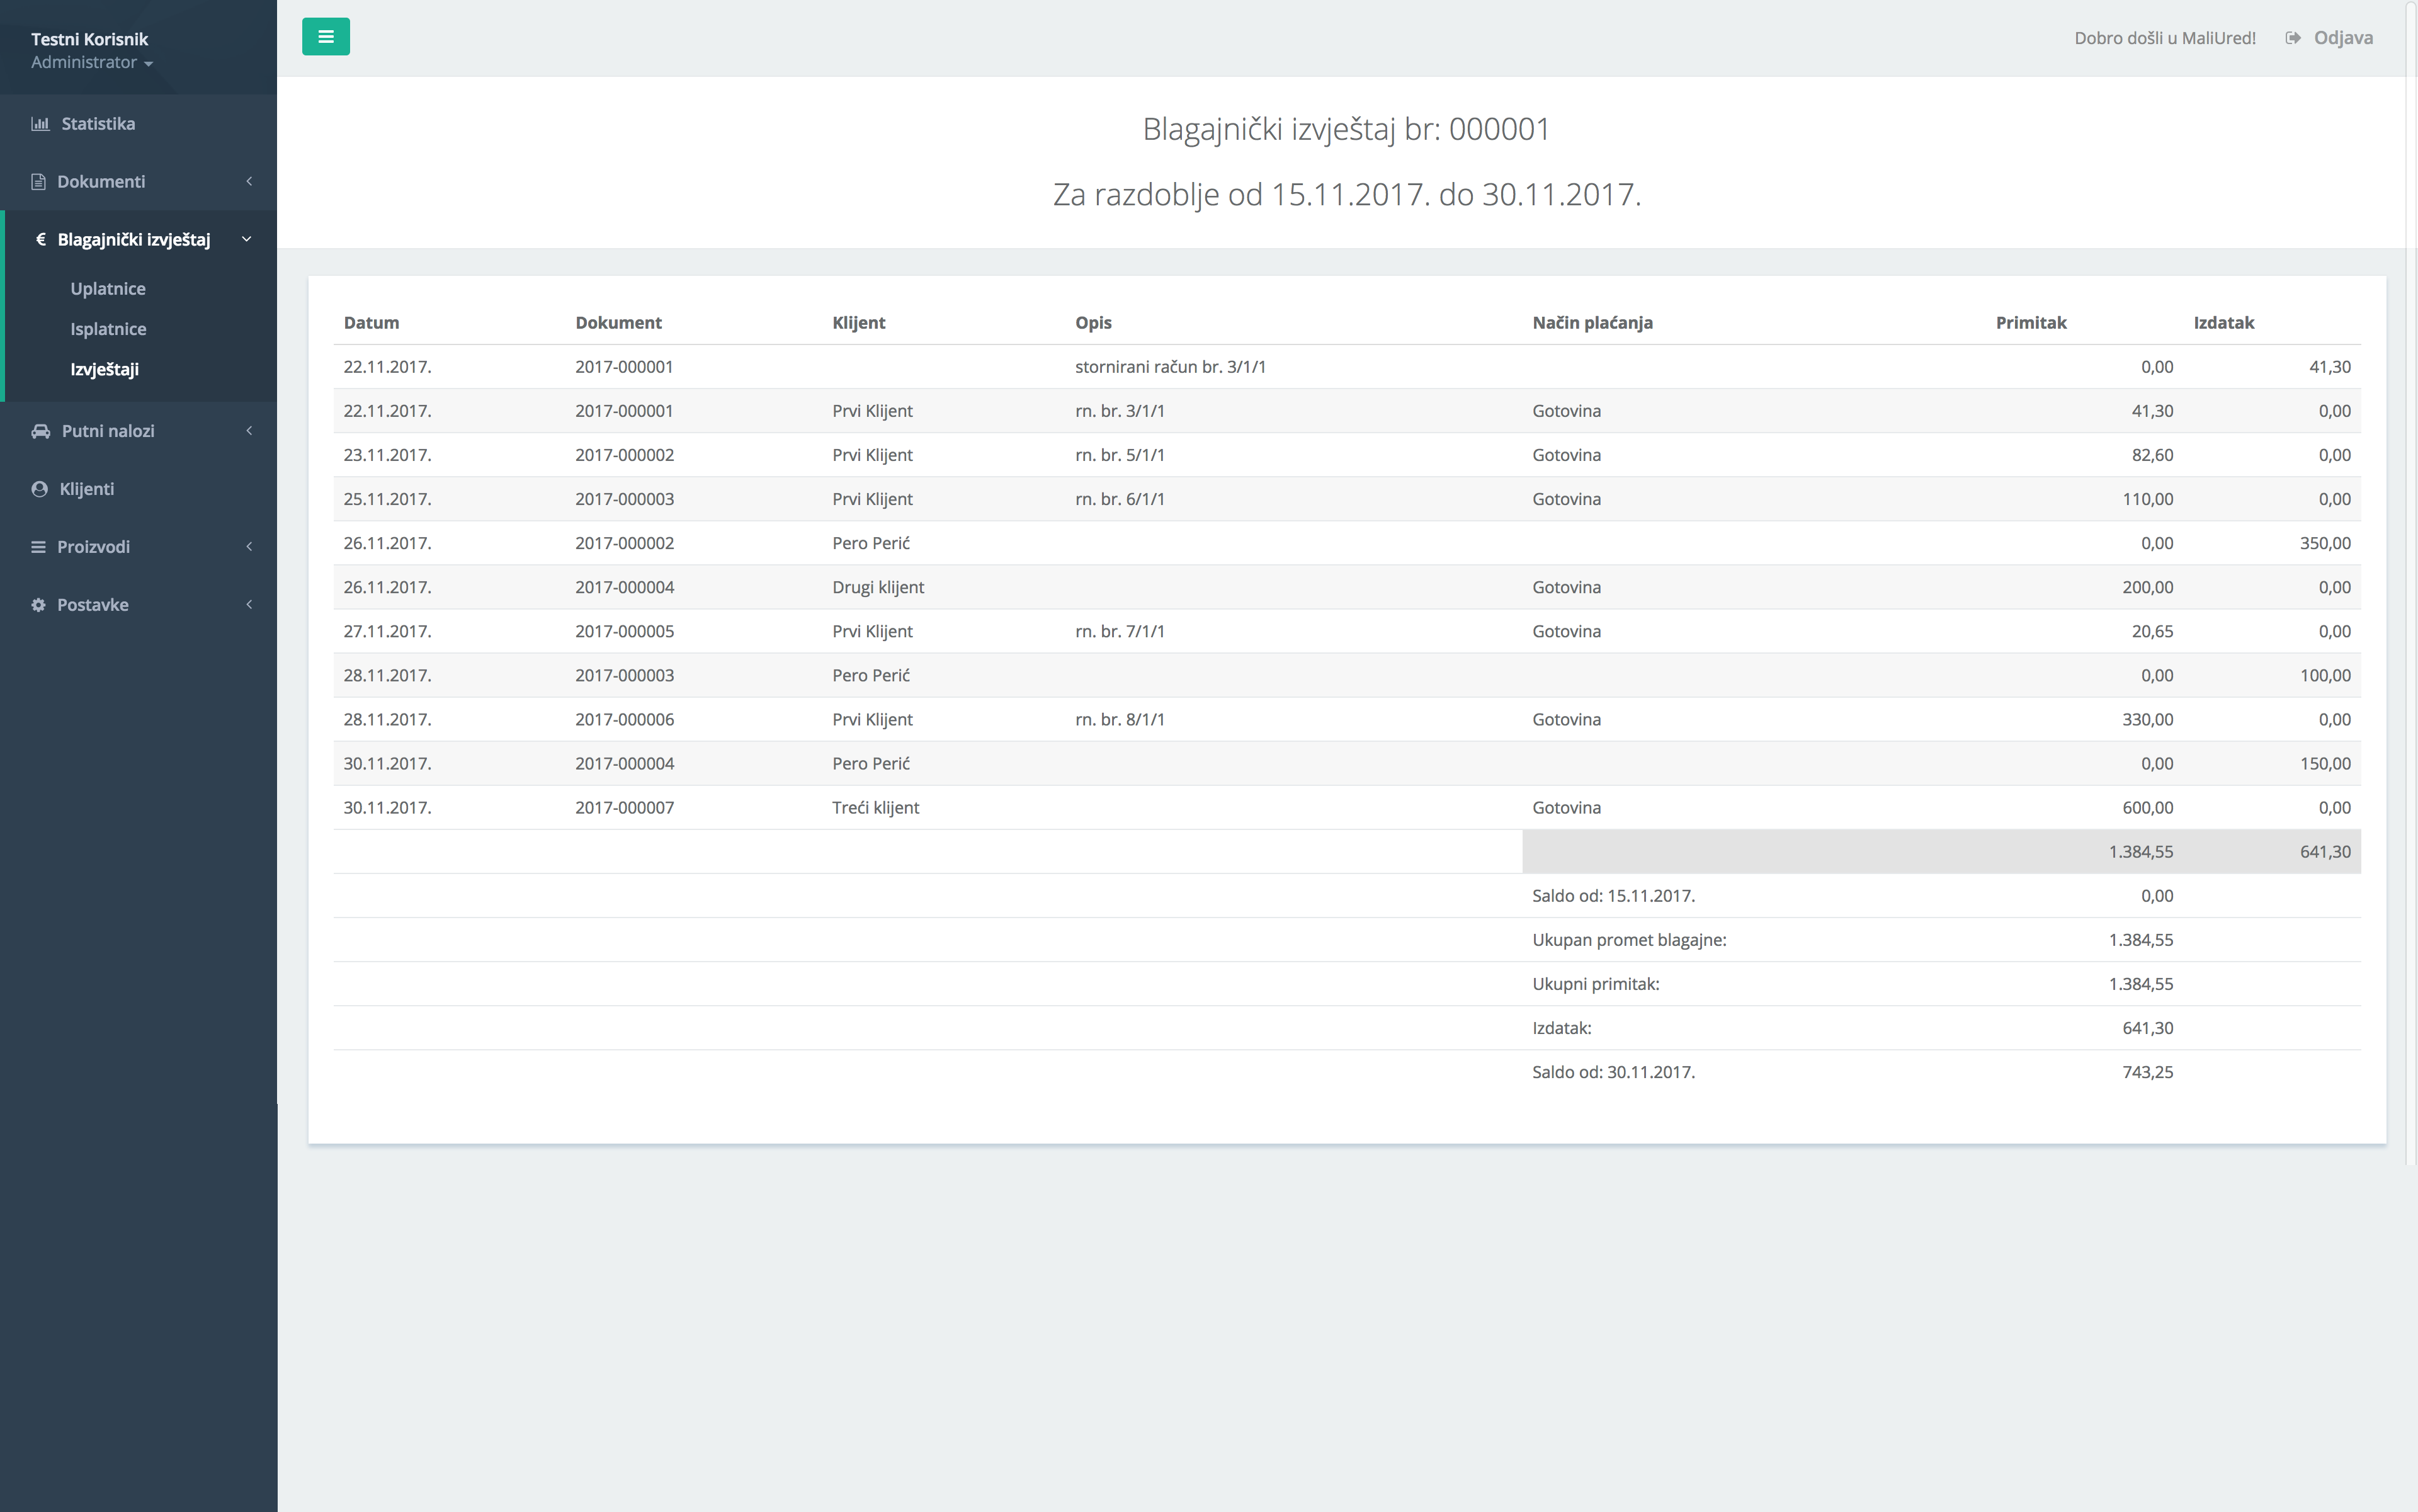 Testni Korisnik
Administrator
Statistika
Dokumenti
€ Blagajnički izvještaj
Uplatnice
Isplatnice
Izvještaji
Putni nalozi
Klijenti
Proizvodi
Postavke
Dobro došli u MaliUred! Odjava
Blagajnički izvještaj br: 000001
Za razdoblje od 15.11.2017. do 30.11.2017.
Datum Dokument Klijent Opis Način plaćanja Primitak Izdatak
22.11.2017. 2017-000001 stornirani račun br. 3/1/1 0,00 41,30
22.11.2017. 2017-000001 Prvi Klijent rn. br. 3/1/1 Gotovina 41,30 0,00
23.11.2017. 2017-000002 Prvi Klijent rn. br. 5/1/1 Gotovina 82,60 0,00
25.11.2017. 2017-000003 Prvi Klijent rn. br. 6/1/1 Gotovina 110,00 0,00
26.11.2017. 2017-000002 Pero Perić 0,00 350,00
26.11.2017. 2017-000004 Drugi klijent Gotovina 200,00 0,00
27.11.2017. 2017-000005 Prvi Klijent rn. br. 7/1/1 Gotovina 20,65 0,00
28.11.2017. 2017-000003 Pero Perić 0,00 100,00
28.11.2017. 2017-000006 Prvi Klijent rn. br. 8/1/1 Gotovina 330,00 0,00
30.11.2017. 2017-000004 Pero Perić 0,00 150,00
30.11.2017. 2017-000007 Treći klijent Gotovina 600,00 0,00
1.384,55 641,30
Saldo od: 15.11.2017. 0,00
Ukupan promet blagajne: 1.384,55
Ukupni primitak: 1.384,55
Izdatak: 641,30
Saldo od: 30.11.2017. 743,25